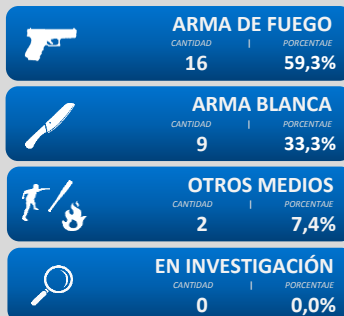 ARMA DE FUEGO
CANTIDAD | PORCENTAJE
16 59,3%
ARMA BLANCA
CANTIDAD | PORCENTAJE
9 33,3%
OTROS MEDIOS
CANTIDAD | PORCENTAJE
2 7,4%
EN INVESTIGACIÓN
CANTIDAD | PORCENTAJE
0 0,0%